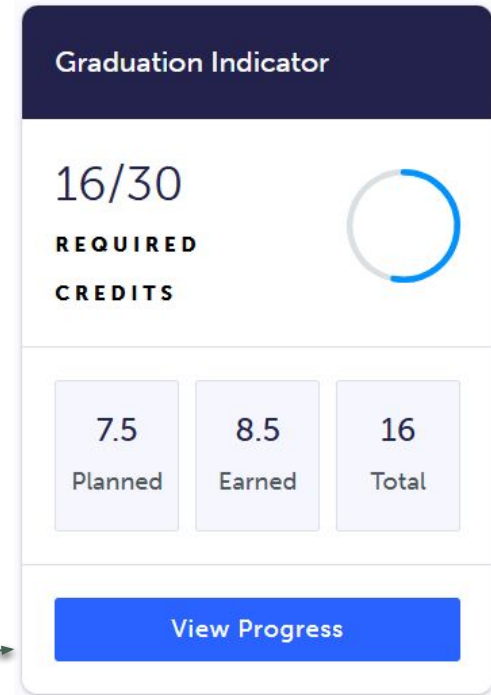 Graduation Indicator
16/30
REQUIRED
CREDITS
7.5 8.5 16
Planned Earned Total
View Progress